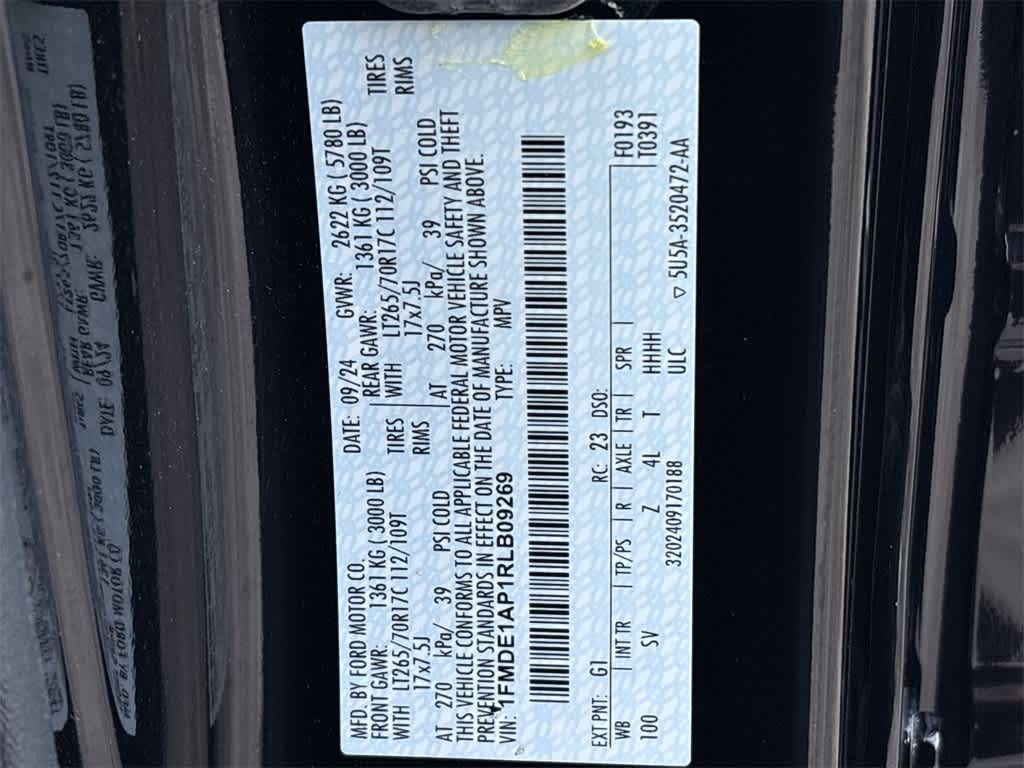 MFD. BY FORD MOTOR CO.
DATE: 09/24 GVWR: 2622 KG ( 5780 LB)
FRONT GAWR: 1361 KG ( 3000 LB) REAR GAWR: 1361 KG ( 3000 LB)
WITH LT265/70R17C 112/109T TIRES WITH LT265/70R17C 112/109T TIRES
17x7.5J RIMS 17x7.5J RIMS
AT 270 kPa/ 39 PSI COLD AT 270 kPa/ 39 PSI COLD
THIS VEHICLE CONFORMS TO ALL APPLICABLE FEDERAL MOTOR VEHICLE SAFETY AND THEFT
PREVENTION STANDARDS IN EFFECT ON THE DATE OF MANUFACTURE SHOWN ABOVE.
VIN: 1FMDE1AP1RLB09269 TYPE: MPV
EXT PNT: G1 RC: 23 DSO: F0193
WB INT TR TP/PS R AXLE TR SPR T0391
100 SV Z 4L T HHHH
3202409170188 ULC ▽ 5U5A-3520472-AA